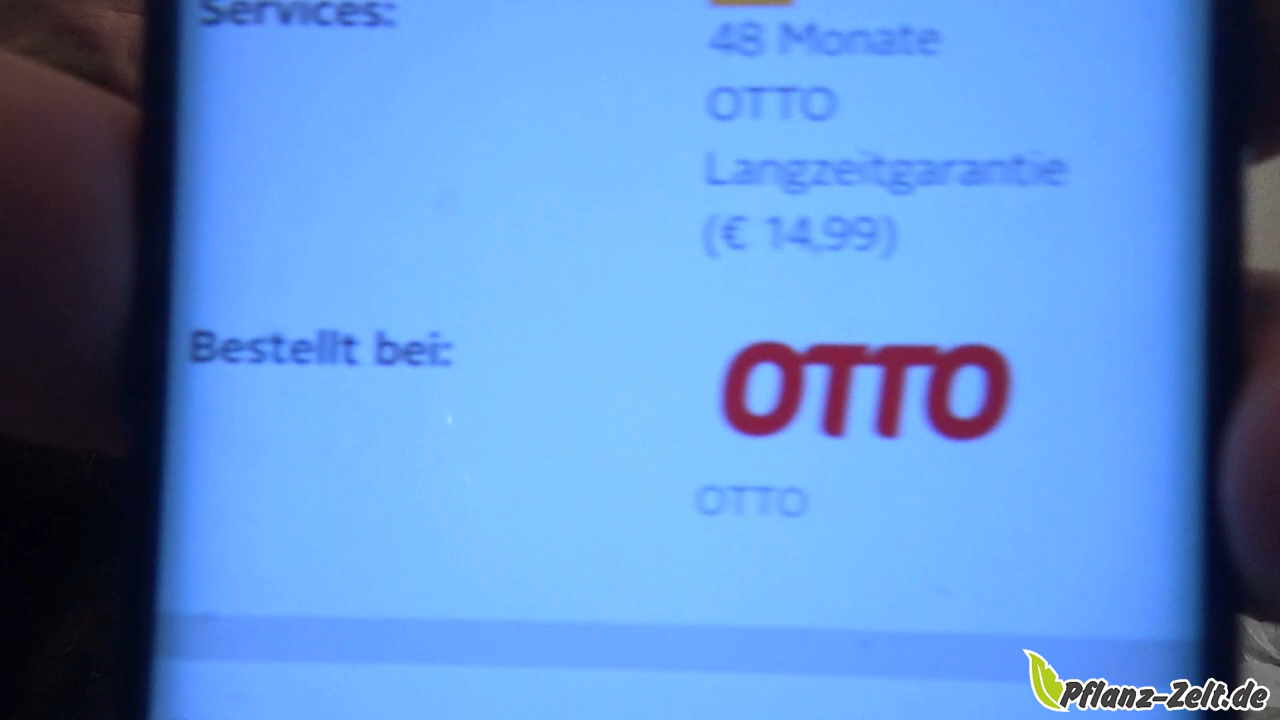 Services:
48 Monate
OTTO
Langzeitgarantie
(€ 14,99)
Bestellt bei:
OTTO
OTTO
Pflanz-Zelt.de